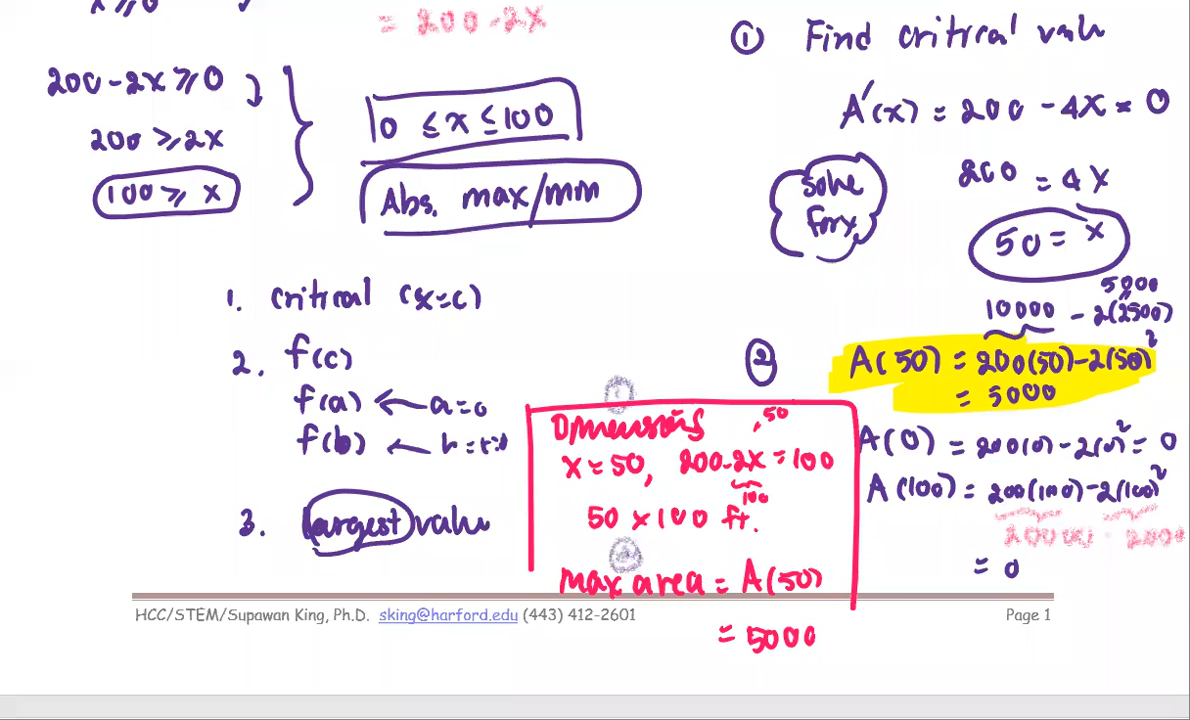 x ≥ 0
= 200 - 2x
200 - 2x ≥ 0
200 ≥ 2x
100 ≥ x
0 ≤ x ≤ 100
Abs. max/min
1. critical (x=c)
2. f(c)
f(a) ← a=0
f(b) ←
3. largest value
① Find critical value
A'(x) = 200 - 4x = 0
solve
for x
200 = 4x
50 = x
5000
10000 - 2(2500)
② A(50) = 200(50) - 2(50)²
= 5000
A(0) = 200(0) - 2(0)² = 0
A(100) = 200(100) - 2(100)²
= 0
Dimensions
50
x = 50, 200-2x = 100
100
50 x 100 ft.
max area = A(50)
= 5000
HCC/STEM/Supawan King, Ph.D. sking@harford.edu (443) 412-2601
Page 1